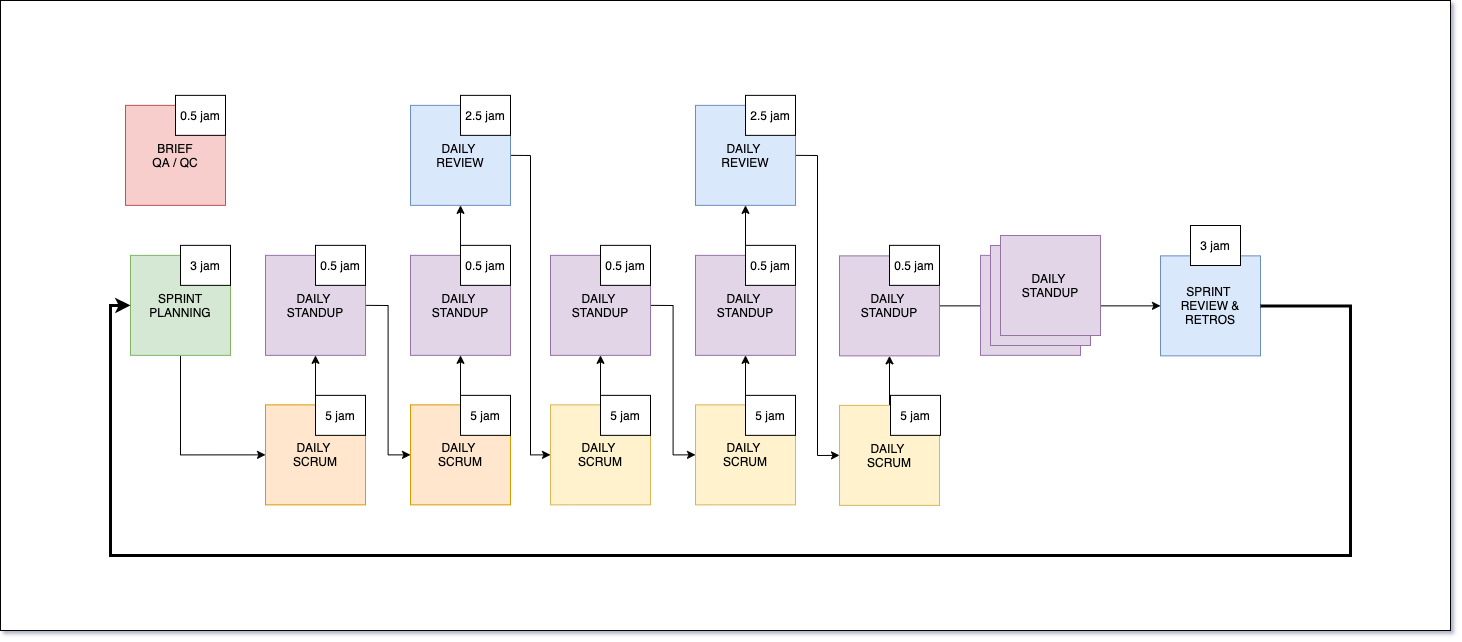 0.5 jam
BRIEF
QA / QC
2.5 jam
DAILY
REVIEW
2.5 jam
DAILY
REVIEW
3 jam
SPRINT
PLANNING
0.5 jam
DAILY
STANDUP
0.5 jam
DAILY
STANDUP
0.5 jam
DAILY
STANDUP
0.5 jam
DAILY
STANDUP
0.5 jam
DAILY
STANDUP
DAILY
STANDUP
3 jam
SPRINT
REVIEW &
RETROS
5 jam
DAILY
SCRUM
5 jam
DAILY
SCRUM
5 jam
DAILY
SCRUM
5 jam
DAILY
SCRUM
5 jam
DAILY
SCRUM